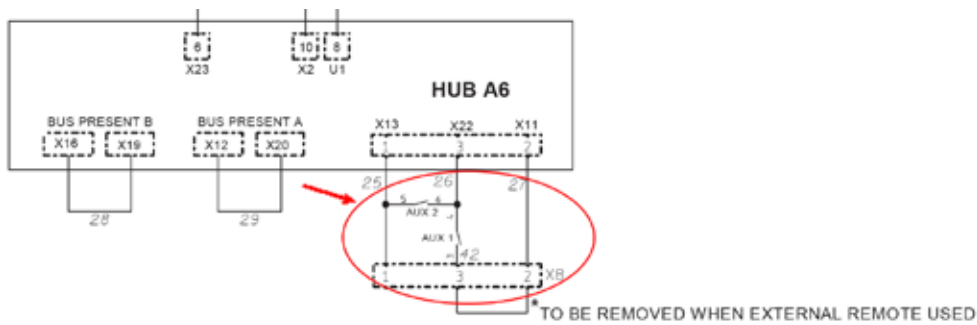 6 10 8
X23 X2 U1
HUB A6
BUS PRESENT B BUS PRESENT A X13 X22 X11
X16 X19 X12 X20 1 3 2
25 26 27
5 6
AUX 2
28 29
AUX 1
42
1 3 2 X8
*TO BE REMOVED WHEN EXTERNAL REMOTE USED